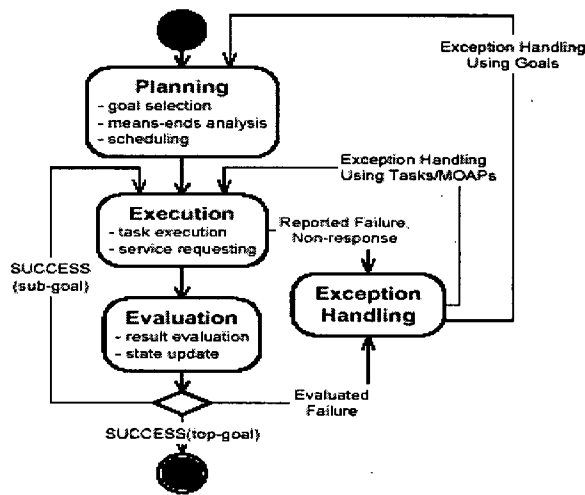 Exception Handling
Using Goals
Planning
- goal selection
- means-ends analysis
- scheduling
Exception Handling
Using Tasks/MOAPs
Execution
- task execution
- service requesting
Reported Failure,
Non-response
SUCCESS
(sub-goal)
Exception
Handling
Evaluation
- result evaluation
- state update
Evaluated
Failure
SUCCESS(top-goal)